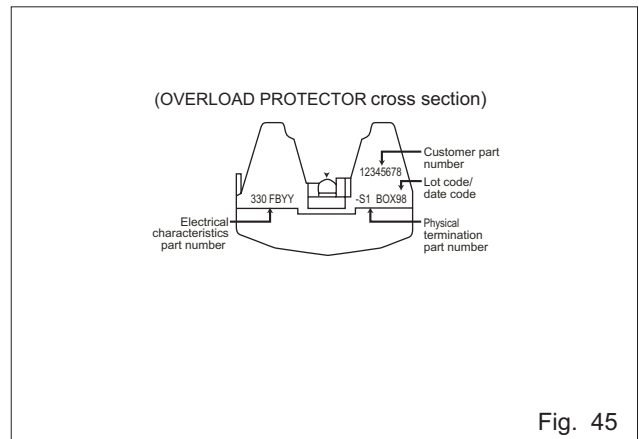 (OVERLOAD PROTECTOR cross section)
12345678
Customer part
number
Lot code/
date code
330 FBYY
-S1 BOX98
Electrical
characteristics
part number
Physical
termination
part number
Fig. 45